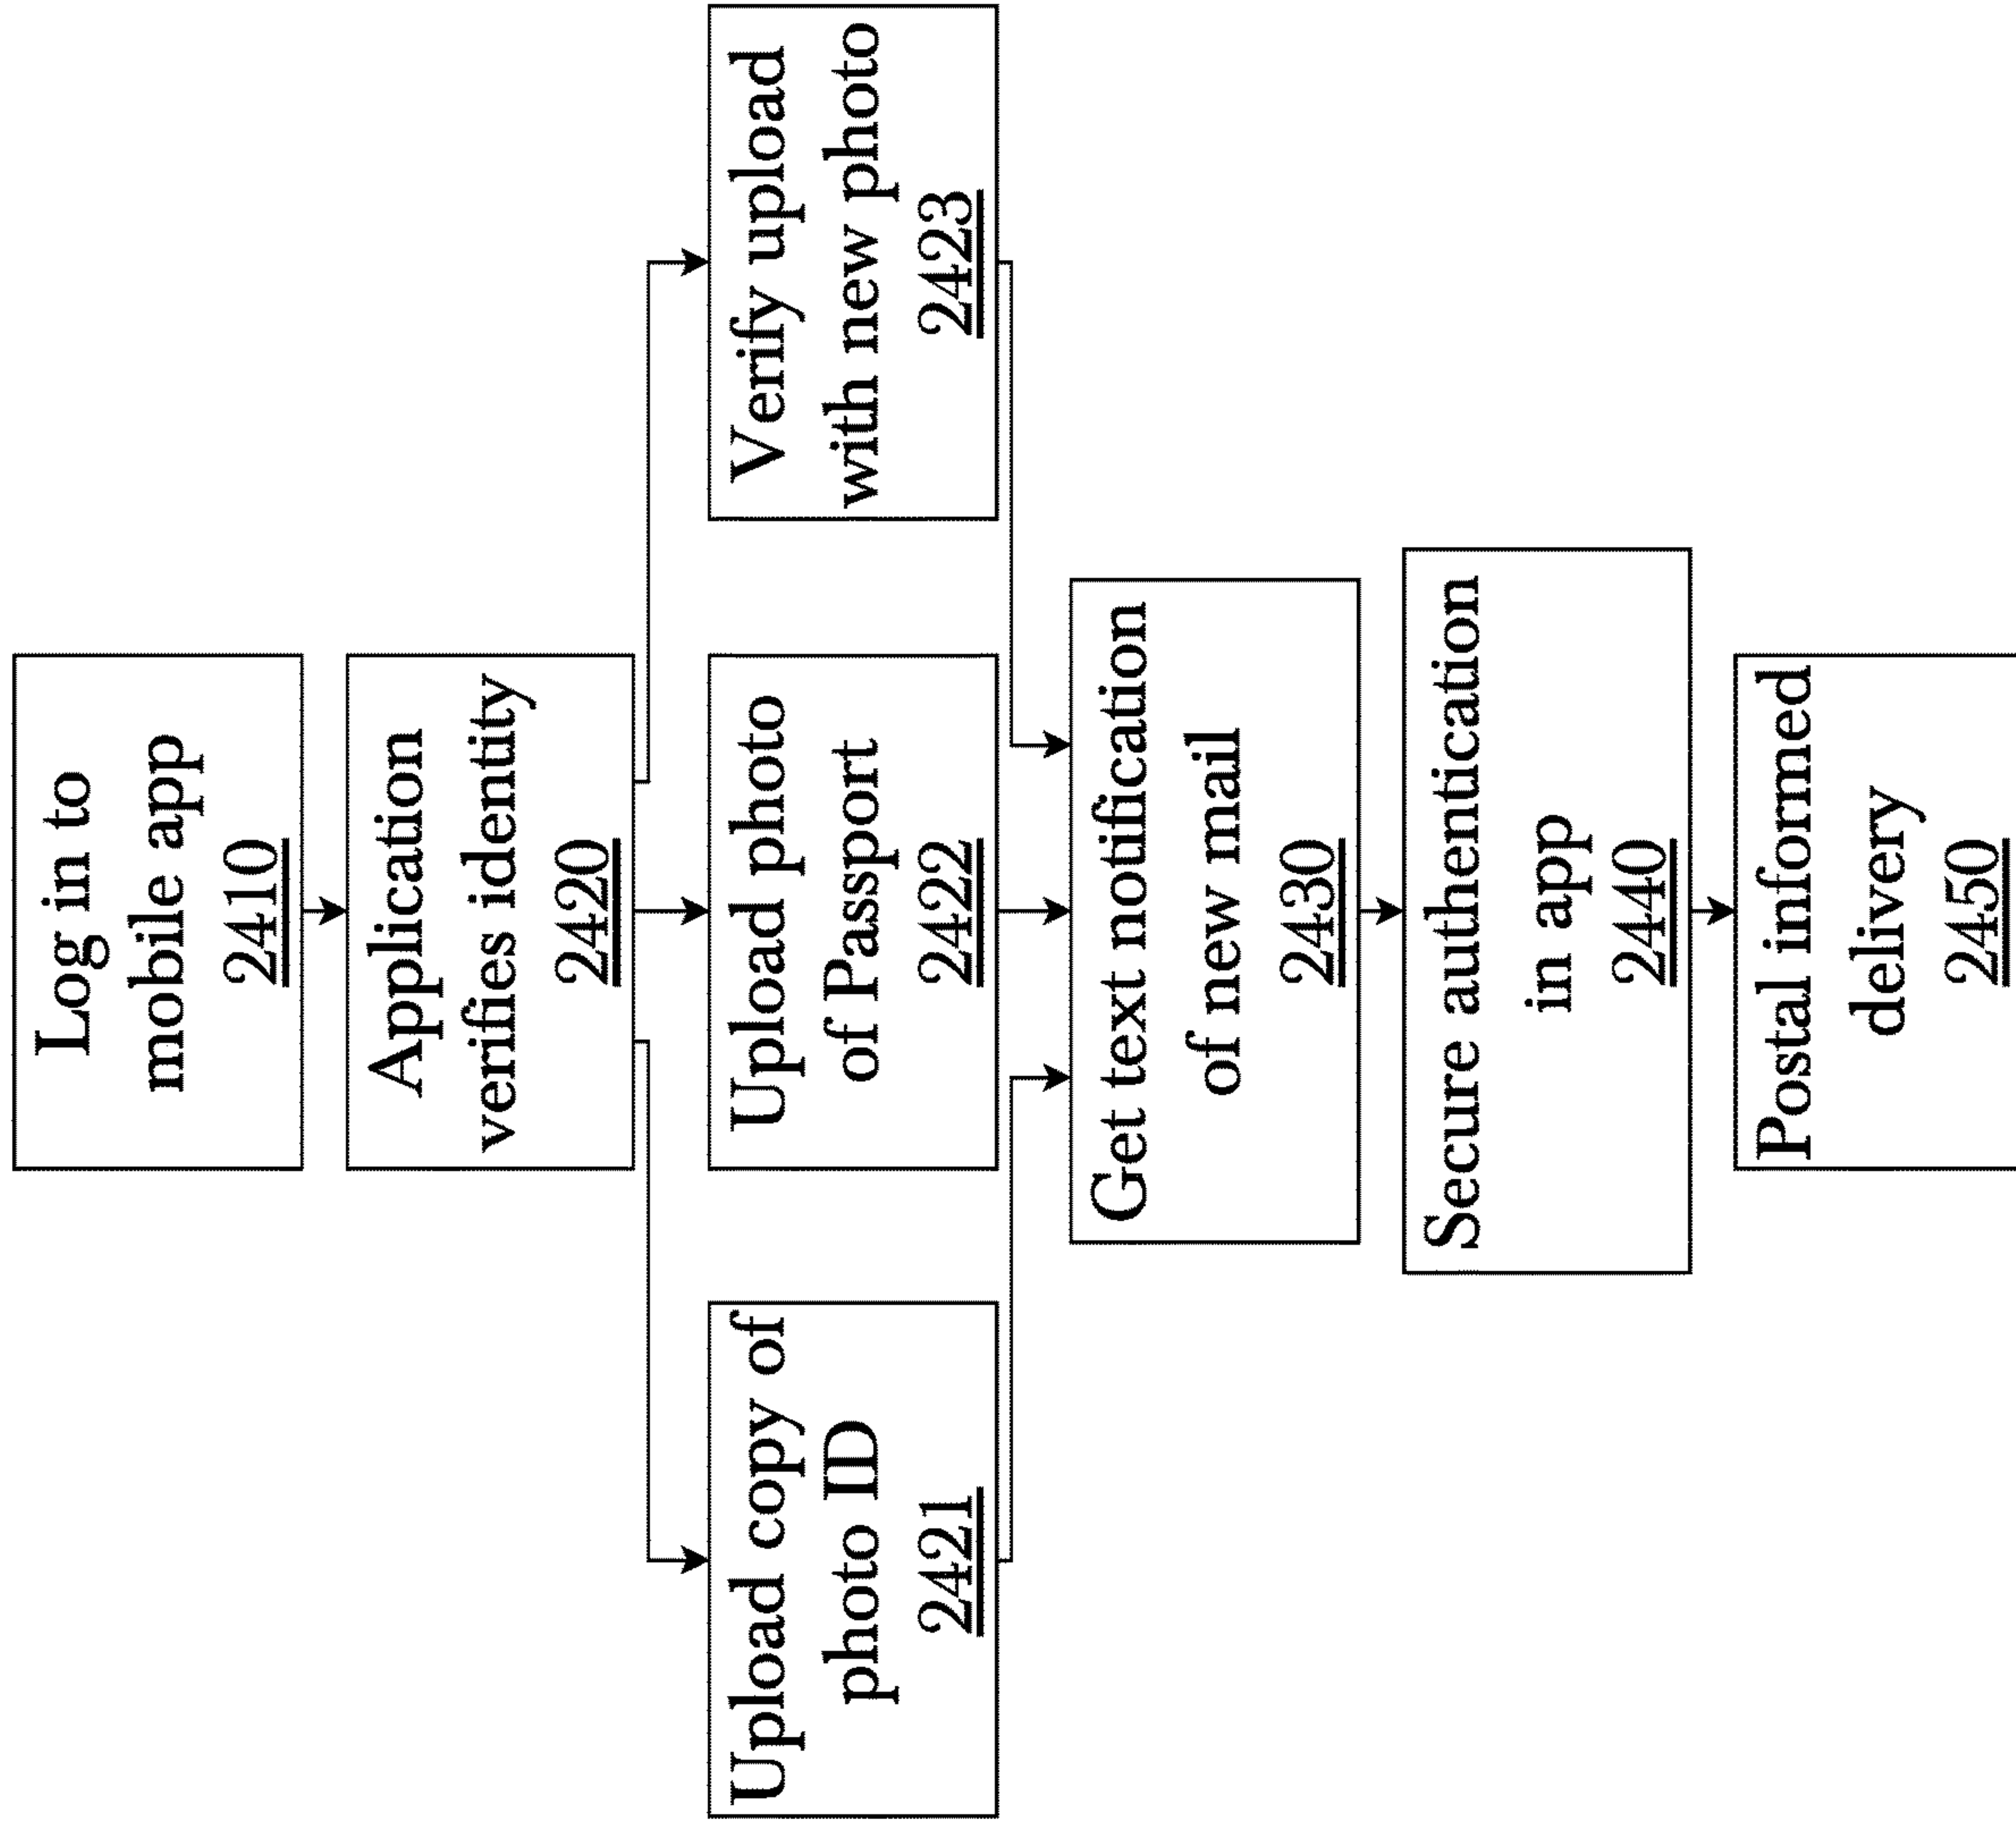 Log in to
mobile app
2410
Application
verifies identity
2420
Upload copy of
photo ID
2421
Upload photo
of Passport
2422
Verify upload
with new photo
2423
Get text notification
of new mail
2430
Secure authentication
in app
2440
Postal informed
delivery
2450